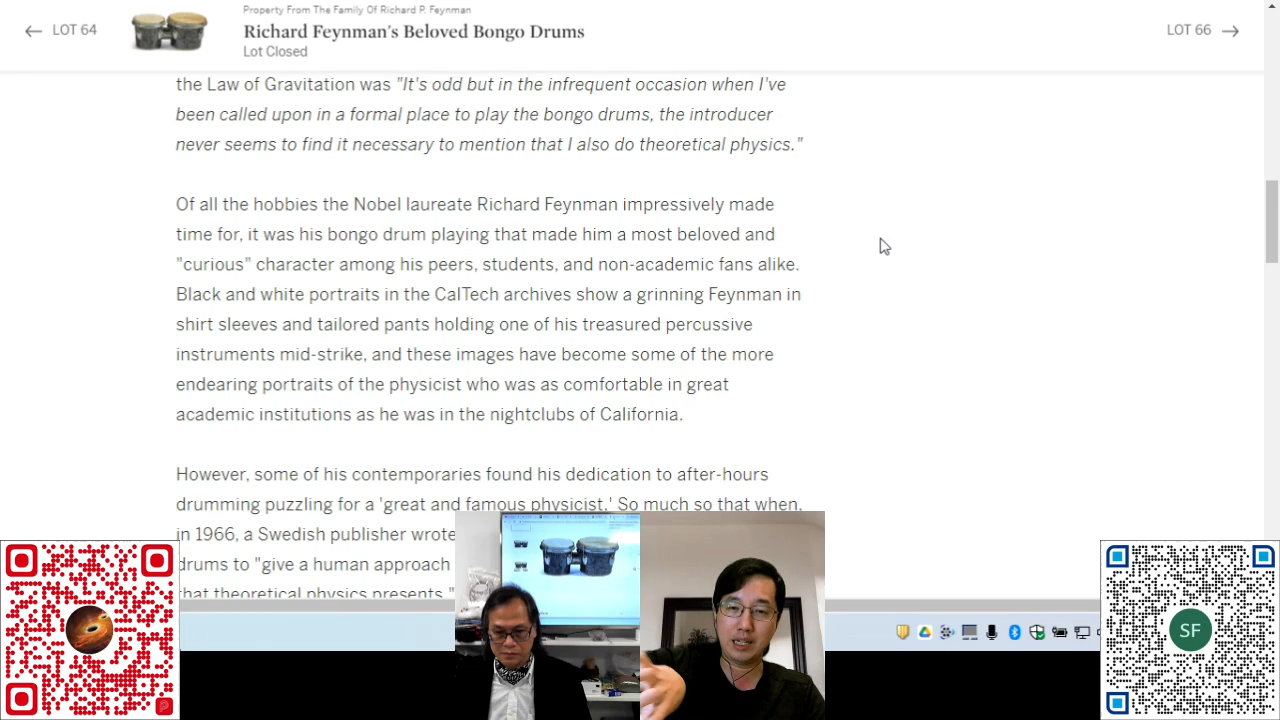 Property From The Family Of Richard P. Feynman
LOT 64
Richard Feynman's Beloved Bongo Drums
LOT 66
Lot Closed
the Law of Gravitation was "It's odd but in the infrequent occasion when I've
been called upon in a formal place to play the bongo drums, the introducer
never seems to find it necessary to mention that I also do theoretical physics."
Of all the hobbies the Nobel laureate Richard Feynman impressively made
time for, it was his bongo drum playing that made him a most beloved and
"curious" character among his peers, students, and non-academic fans alike.
Black and white portraits in the CalTech archives show a grinning Feynman in
shirt sleeves and tailored pants holding one of his treasured percussive
instruments mid-strike, and these images have become some of the more
endearing portraits of the physicist who was as comfortable in great
academic institutions as he was in the nightclubs of California.
However, some of his contemporaries found his dedication to after-hours
drumming puzzling for a 'great and famous physicist.' So much so that when,
in 1966, a Swedish publisher wrote
drums to "give a human approach
that theoretical physics presents."
SF